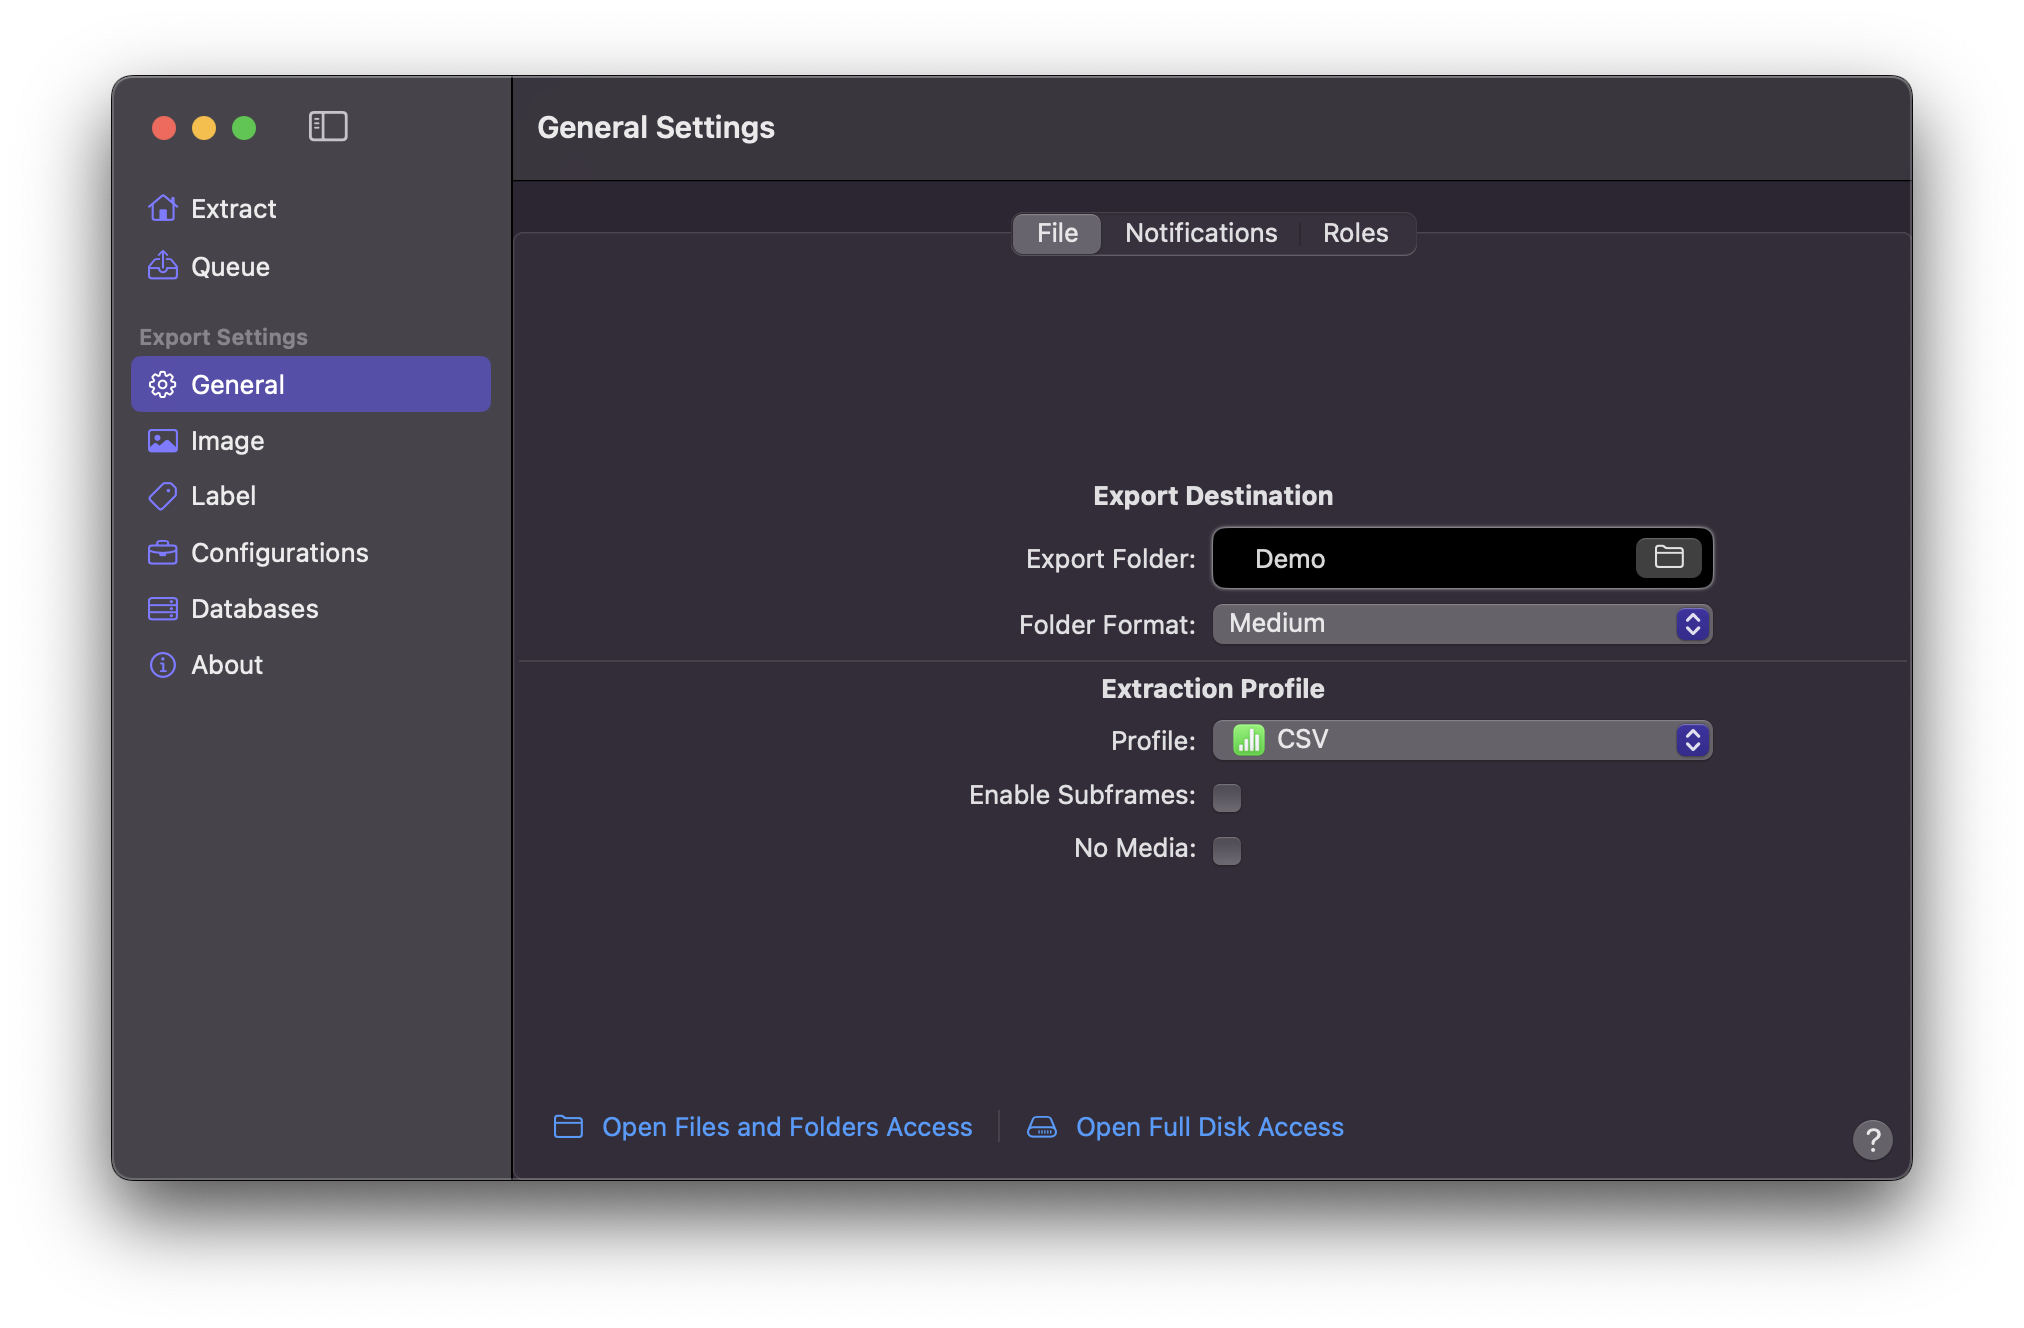 General Settings
Extract
Queue
Export Settings
General
Image
Label
Configurations
Databases
About
File Notifications Roles
Export Destination
Export Folder: Demo
Folder Format: Medium
Extraction Profile
Profile: CSV
Enable Subframes:
No Media:
Open Files and Folders Access Open Full Disk Access
?